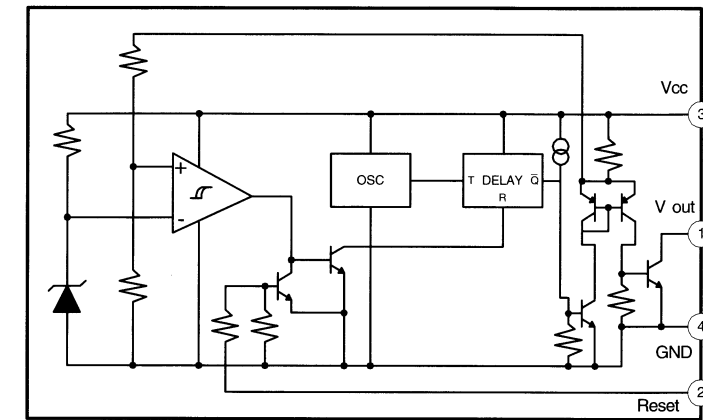 Vcc
3
+
OSC
T DELAY Q̅
R
V out
1
-
4
GND
2
Reset